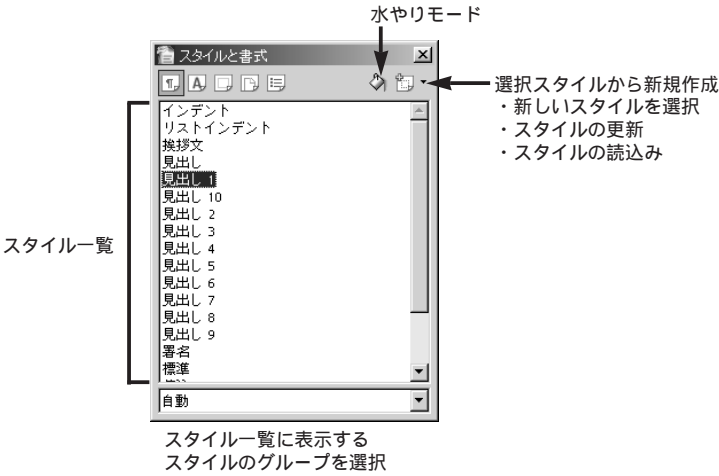 水やりモード
スタイルと書式
選択スタイルから新規作成
・新しいスタイルを選択
・スタイルの更新
・スタイルの読込み
インデント
リストインデント
挨拶文
見出し
見出し 1
見出し 10
見出し 2
見出し 3
見出し 4
見出し 5
見出し 6
見出し 7
見出し 8
見出し 9
署名
標準
スタイル一覧
自動
スタイル一覧に表示する
スタイルのグループを選択